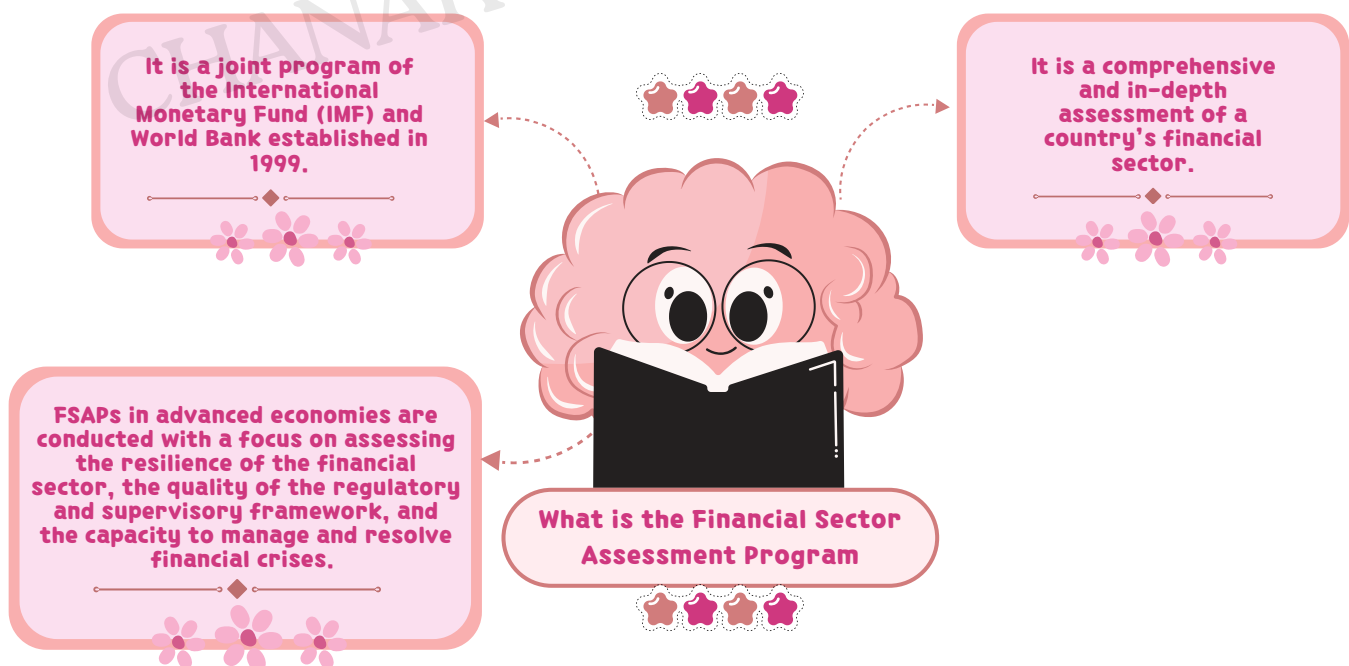 It is a joint program of
the International
Monetary Fund (IMF) and
World Bank established in
1999.
It is a comprehensive
and in-depth
assessment of a
country's financial
sector.
FSAPs in advanced economies are
conducted with a focus on assessing
the resilience of the financial
sector, the quality of the regulatory
and supervisory framework, and
the capacity to manage and resolve
financial crises.
What is the Financial Sector
Assessment Program